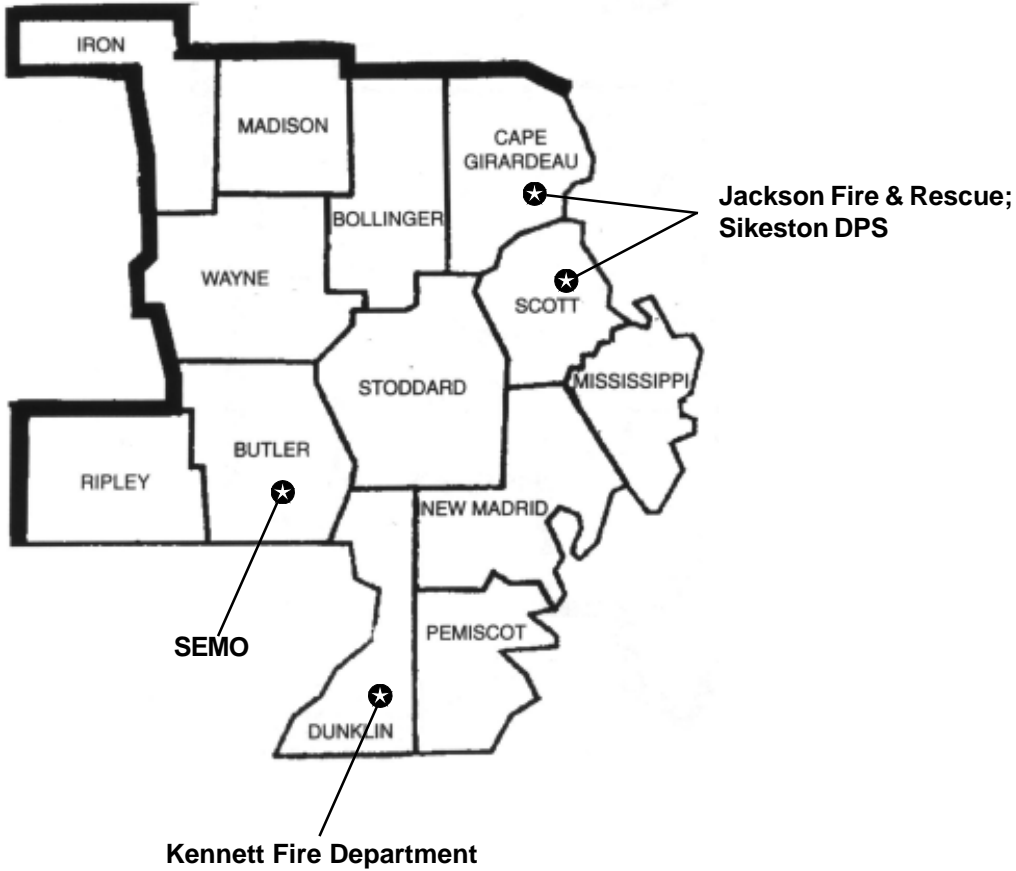 IRON
MADISON
CAPE
GIRARDEAU
Jackson Fire & Rescue;
Sikeston DPS
BOLLINGER
WAYNE
SCOTT
STODDARD
MISSISSIPPI
BUTLER
RIPLEY
NEW MADRID
SEMO
PEMISCOT
DUNKLIN
Kennett Fire Department